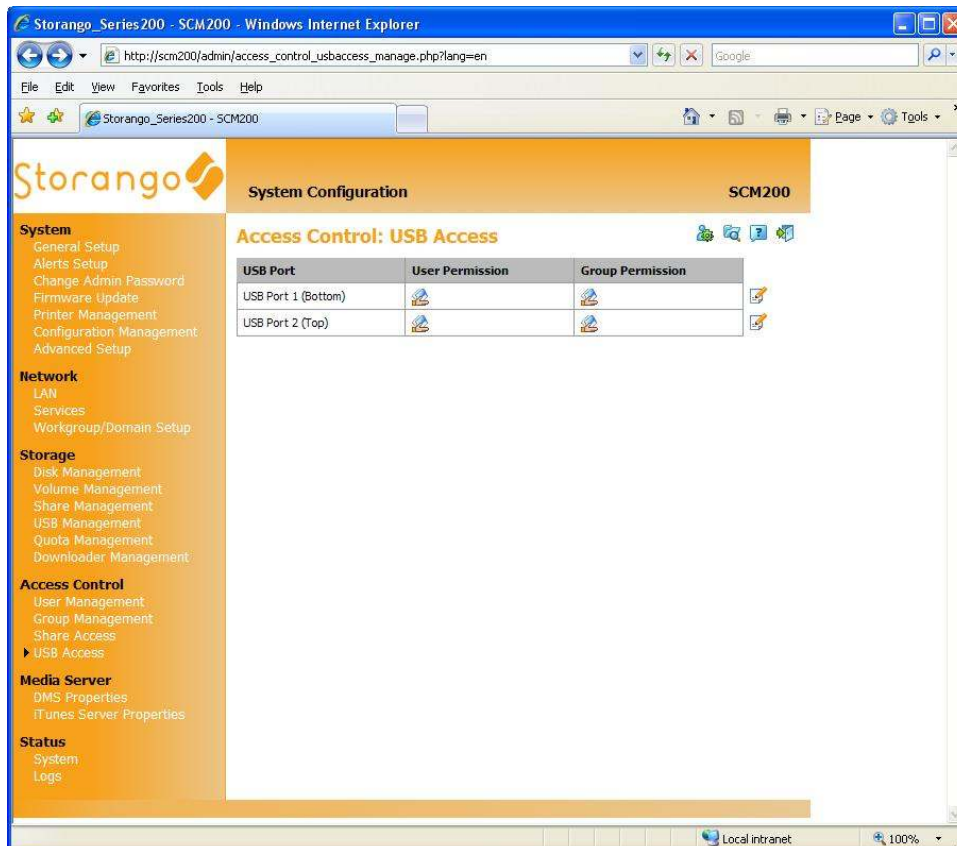 Storango_Series200 - SCM200 - Windows Internet Explorer
http://scm200/admin/access_control_usbaccess_manage.php?lang=en
Google
File Edit View Favorites Tools Help
Storango_Series200 - SCM200
Page Tools
Storango
System Configuration
SCM200
System
General Setup
Alerts Setup
Change Admin Password
Firmware Update
Printer Management
Configuration Management
Advanced Setup
Network
LAN
Services
Workgroup/Domain Setup
Storage
Disk Management
Volume Management
Share Management
USB Management
Quota Management
Downloader Management
Access Control
User Management
Group Management
Share Access
USB Access
Media Server
DMS Properties
iTunes Server Properties
Status
System
Logs
Access Control: USB Access
USB Port User Permission Group Permission
USB Port 1 (Bottom)
USB Port 2 (Top)
Local intranet
100%